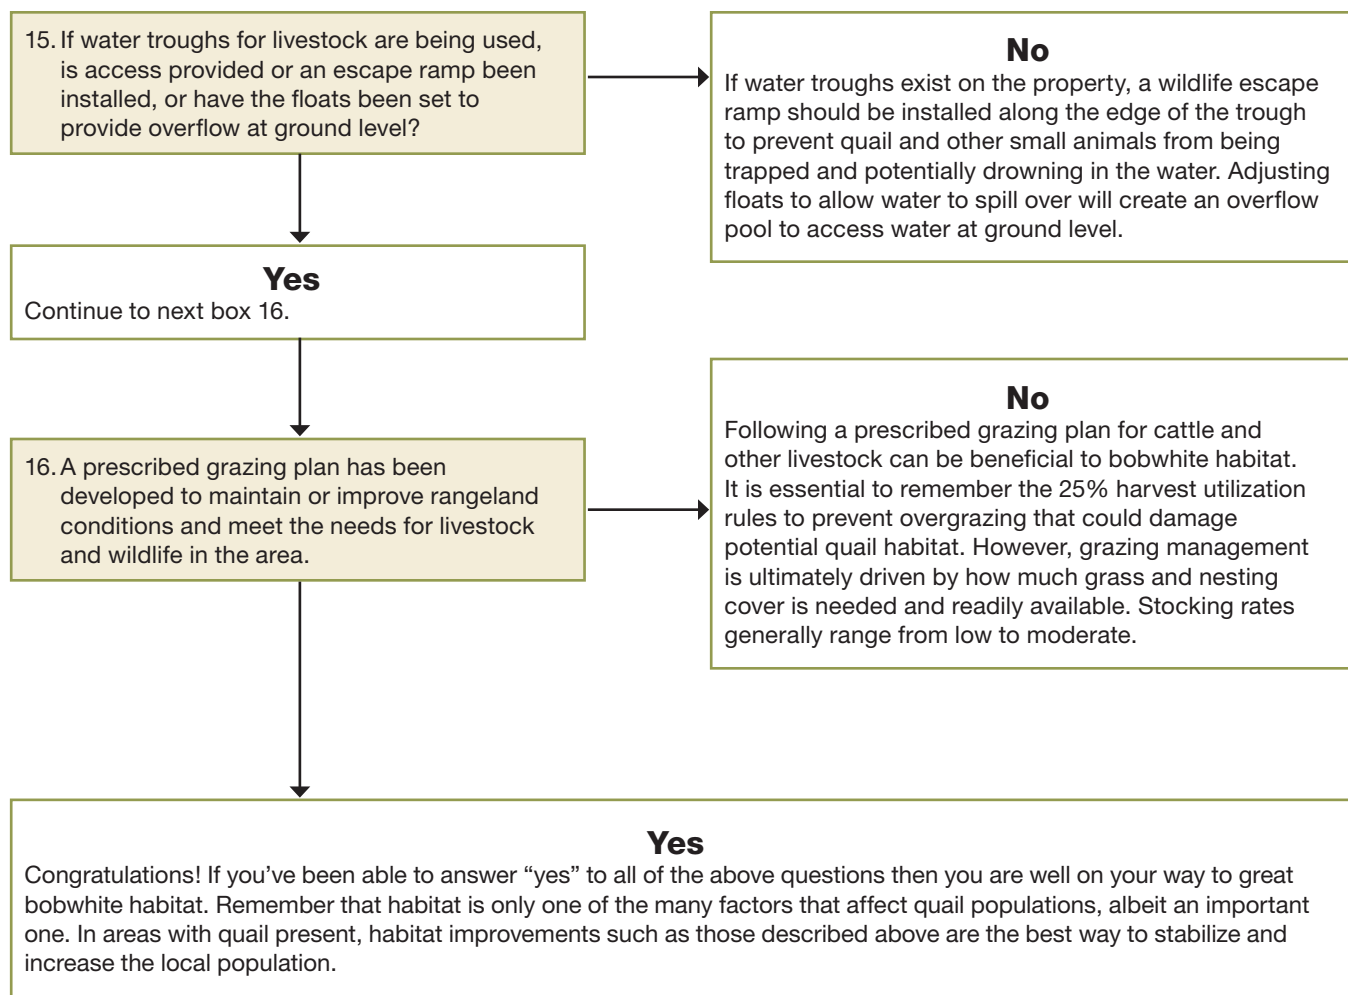 15. If water troughs for livestock are being used,
is access provided or an escape ramp been
installed, or have the floats been set to
provide overflow at ground level?
No
If water troughs exist on the property, a wildlife escape
ramp should be installed along the edge of the trough
to prevent quail and other small animals from being
trapped and potentially drowning in the water. Adjusting
floats to allow water to spill over will create an overflow
pool to access water at ground level.
Yes
Continue to next box 16.
16. A prescribed grazing plan has been
developed to maintain or improve rangeland
conditions and meet the needs for livestock
and wildlife in the area.
No
Following a prescribed grazing plan for cattle and
other livestock can be beneficial to bobwhite habitat.
It is essential to remember the 25% harvest utilization
rules to prevent overgrazing that could damage
potential quail habitat. However, grazing management
is ultimately driven by how much grass and nesting
cover is needed and readily available. Stocking rates
generally range from low to moderate.
Yes
Congratulations! If you’ve been able to answer “yes” to all of the above questions then you are well on your way to great
bobwhite habitat. Remember that habitat is only one of the many factors that affect quail populations, albeit an important
one. In areas with quail present, habitat improvements such as those described above are the best way to stabilize and
increase the local population.